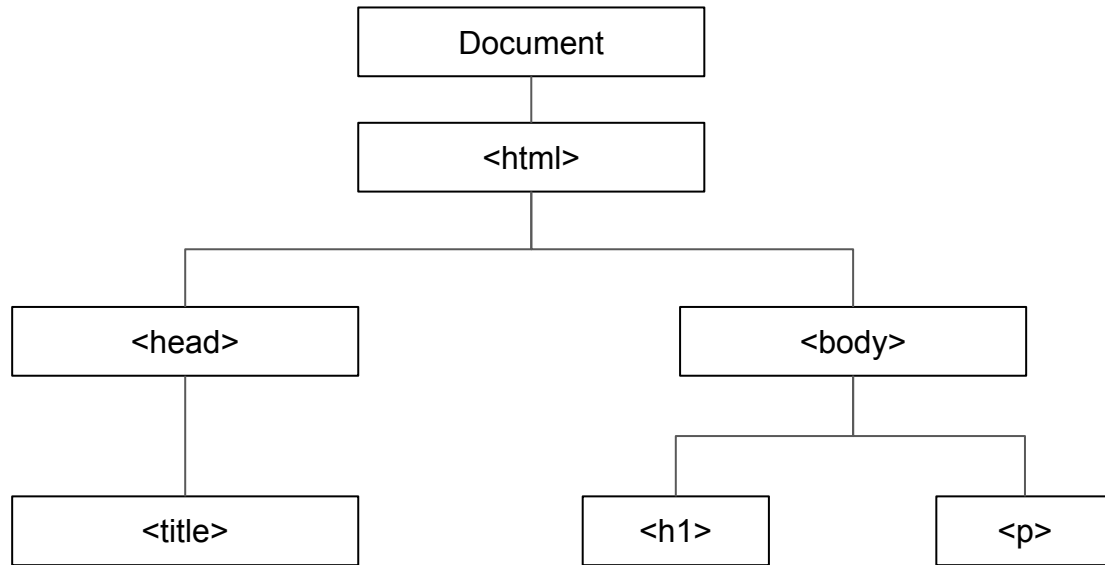 Document
<html>
<head>
<body>
<title>
<h1>
<p>